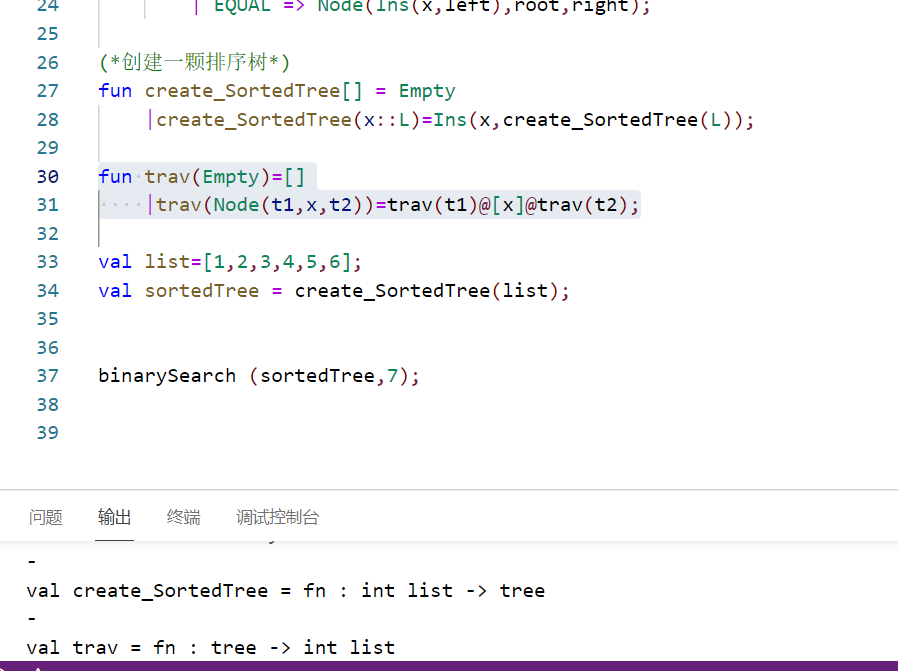 24 | EQUAL => Node(Ins(x,left),root,right);
25
26 (*创建一颗排序树*)
27 fun create_SortedTree[] = Empty
28 |create_SortedTree(x::L)=Ins(x,create_SortedTree(L));
29
30 fun trav(Empty)=[]
31 |trav(Node(t1,x,t2))=trav(t1)@[x]@trav(t2);
32
33 val list=[1,2,3,4,5,6];
34 val sortedTree = create_SortedTree(list);
35
36
37 binarySearch (sortedTree,7);
38
39
问题 输出 终端 调试控制台
-
val create_SortedTree = fn : int list -> tree
-
val trav = fn : tree -> int list